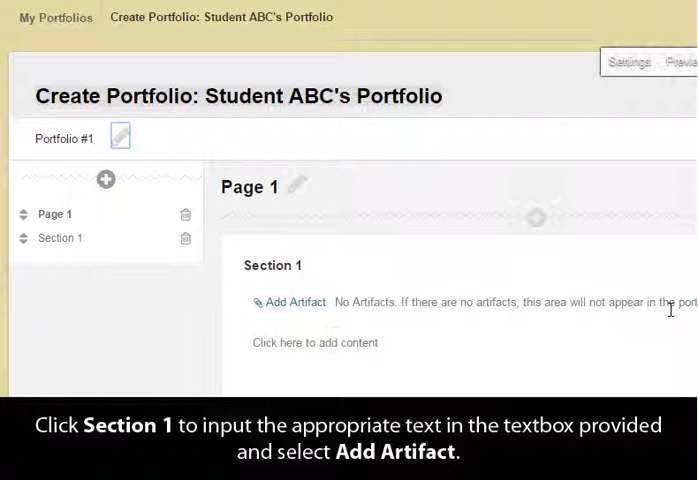 My Portfolios Create Portfolio: Student ABC's Portfolio
Settings
Create Portfolio: Student ABC's Portfolio
Portfolio #1
Page 1
Page 1
Section 1
Section 1
Add Artifact No Artifacts. If there are no artifacts, this area will not appear in the
Click here to add content
Click Section 1 to input the appropriate text in the textbox provided
and select Add Artifact.